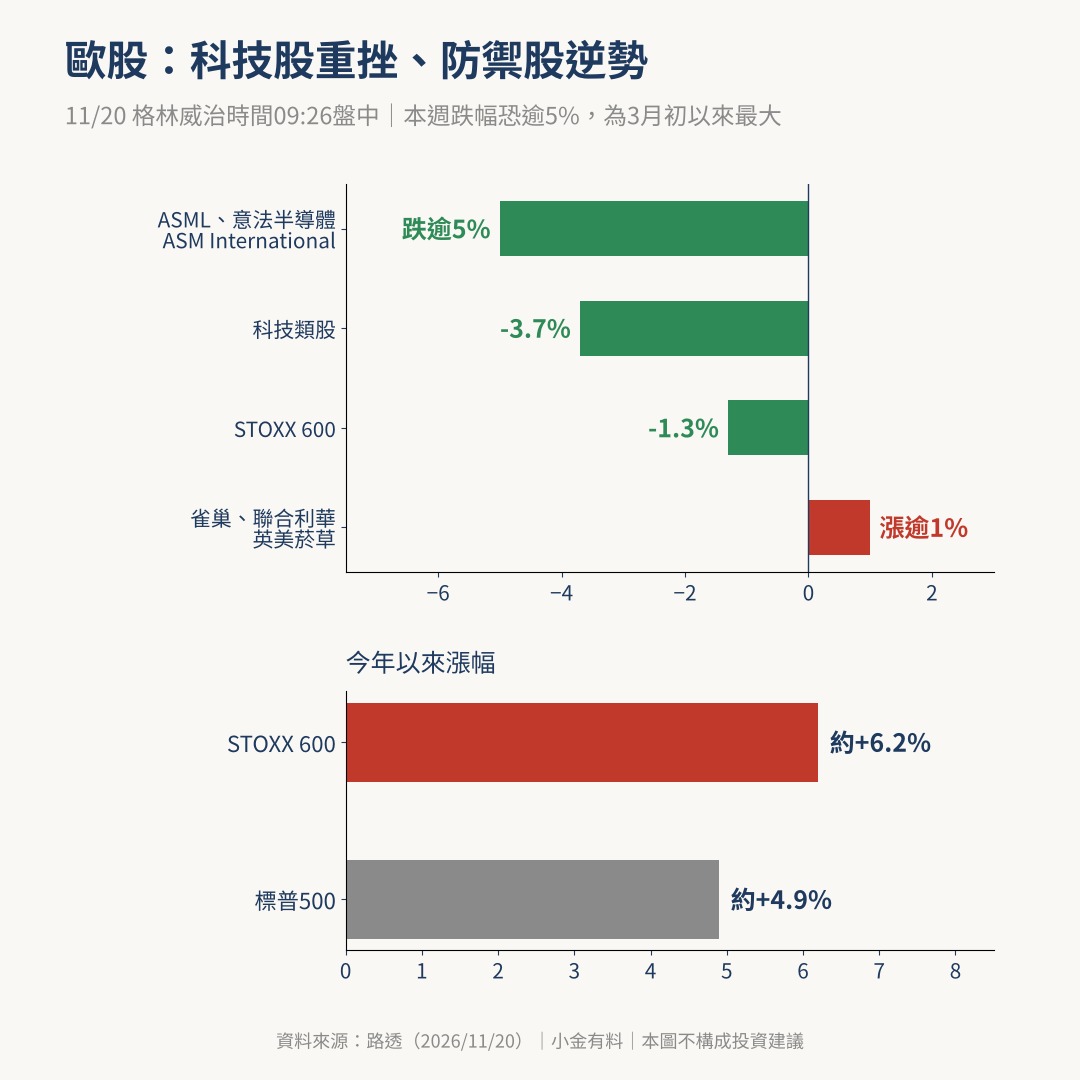 歐股：科技股重挫、防禦股逆勢
11/20 格林威治時間09:26盤中｜本週跌幅恐逾5%，為3月初以來最大
ASML、意法半導體
ASM International
跌逾5%
科技類股
-3.7%
STOXX 600
-1.3%
雀巢、聯合利華
英美菸草
漲逾1%
−6 −4 −2 0 2
今年以來漲幅
STOXX 600
約+6.2%
標普500
約+4.9%
0 1 2 3 4 5 6 7 8
資料來源：路透（2026/11/20）｜小金有料｜本圖不構成投資建議